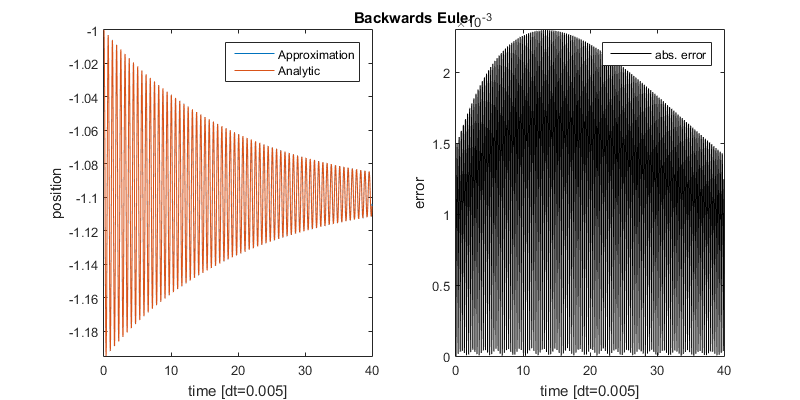 Backwards Euler
×10-3
-1
-1.02
-1.04
-1.06
-1.08
-1.1
-1.12
-1.14
-1.16
-1.18
position
Approximation
Analytic
0 10 20 30 40
time [dt=0.005]
2
1.5
1
0.5
0
error
abs. error
0 10 20 30 40
time [dt=0.005]